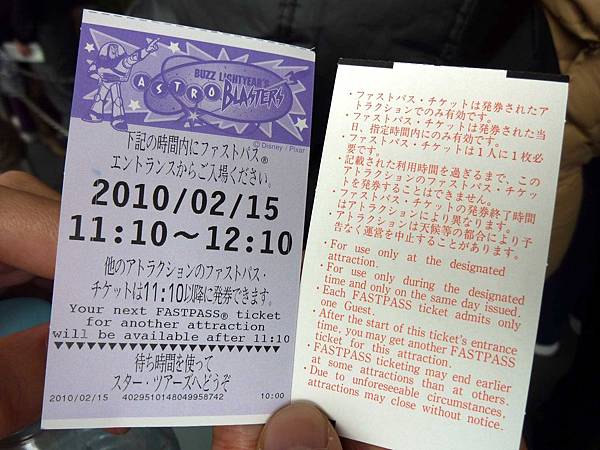 BUZZ LIGHTYEAR'S
ASTRO BLASTERS
©Disney / Pixar
下記の時間内にファストパス®
エントランスからご入場ください。
2010/02/15
11:10～12:10
他のアトラクションのファストパス・
チケットは11:10以降に発券できます。
Your next FASTPASS® ticket
for another attraction
will be available after 11:10
待ち時間を使って
スター・ツアーズへどうぞ
2010/02/15 4029510148049958742 10:00
・ファストパス・チケットは発券されたア
トラクションでのみ有効です。
・ファストパス・チケットは発券された当
日、指定時間内にのみ有効です。
・ファストパス・チケットは1人に1枚必
要です。
・記載された利用時間を過ぎるまで、この
アトラクションのファストパス・チケッ
トを発券することはできません。
・ファストパス・チケットの発券終了時間
はアトラクションにより異なります。
・アトラクションは天候等の都合により予
告なく運営を中止することがあります。
・For use only at the designated
attraction.
・For use only during the designated
time and only on the same day issued.
・Each FASTPASS ticket admits only
one Guest.
・After the start of this ticket's entrance
time, you may get another FASTPASS
ticket for this attraction.
・FASTPASS ticketing may end earlier
at some attractions than at others.
・Due to unforeseeable circumstances,
attractions may close without notice.